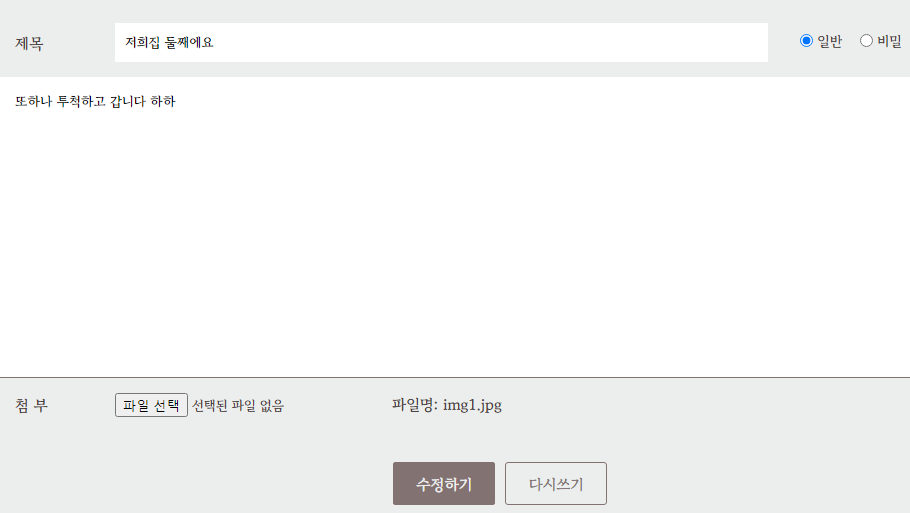 제목 저희집 둘째에요 일반 비밀
또하나 투척하고 갑니다 하하
첨 부 파일 선택 선택된 파일 없음 파일명: img1.jpg
수정하기 다시쓰기